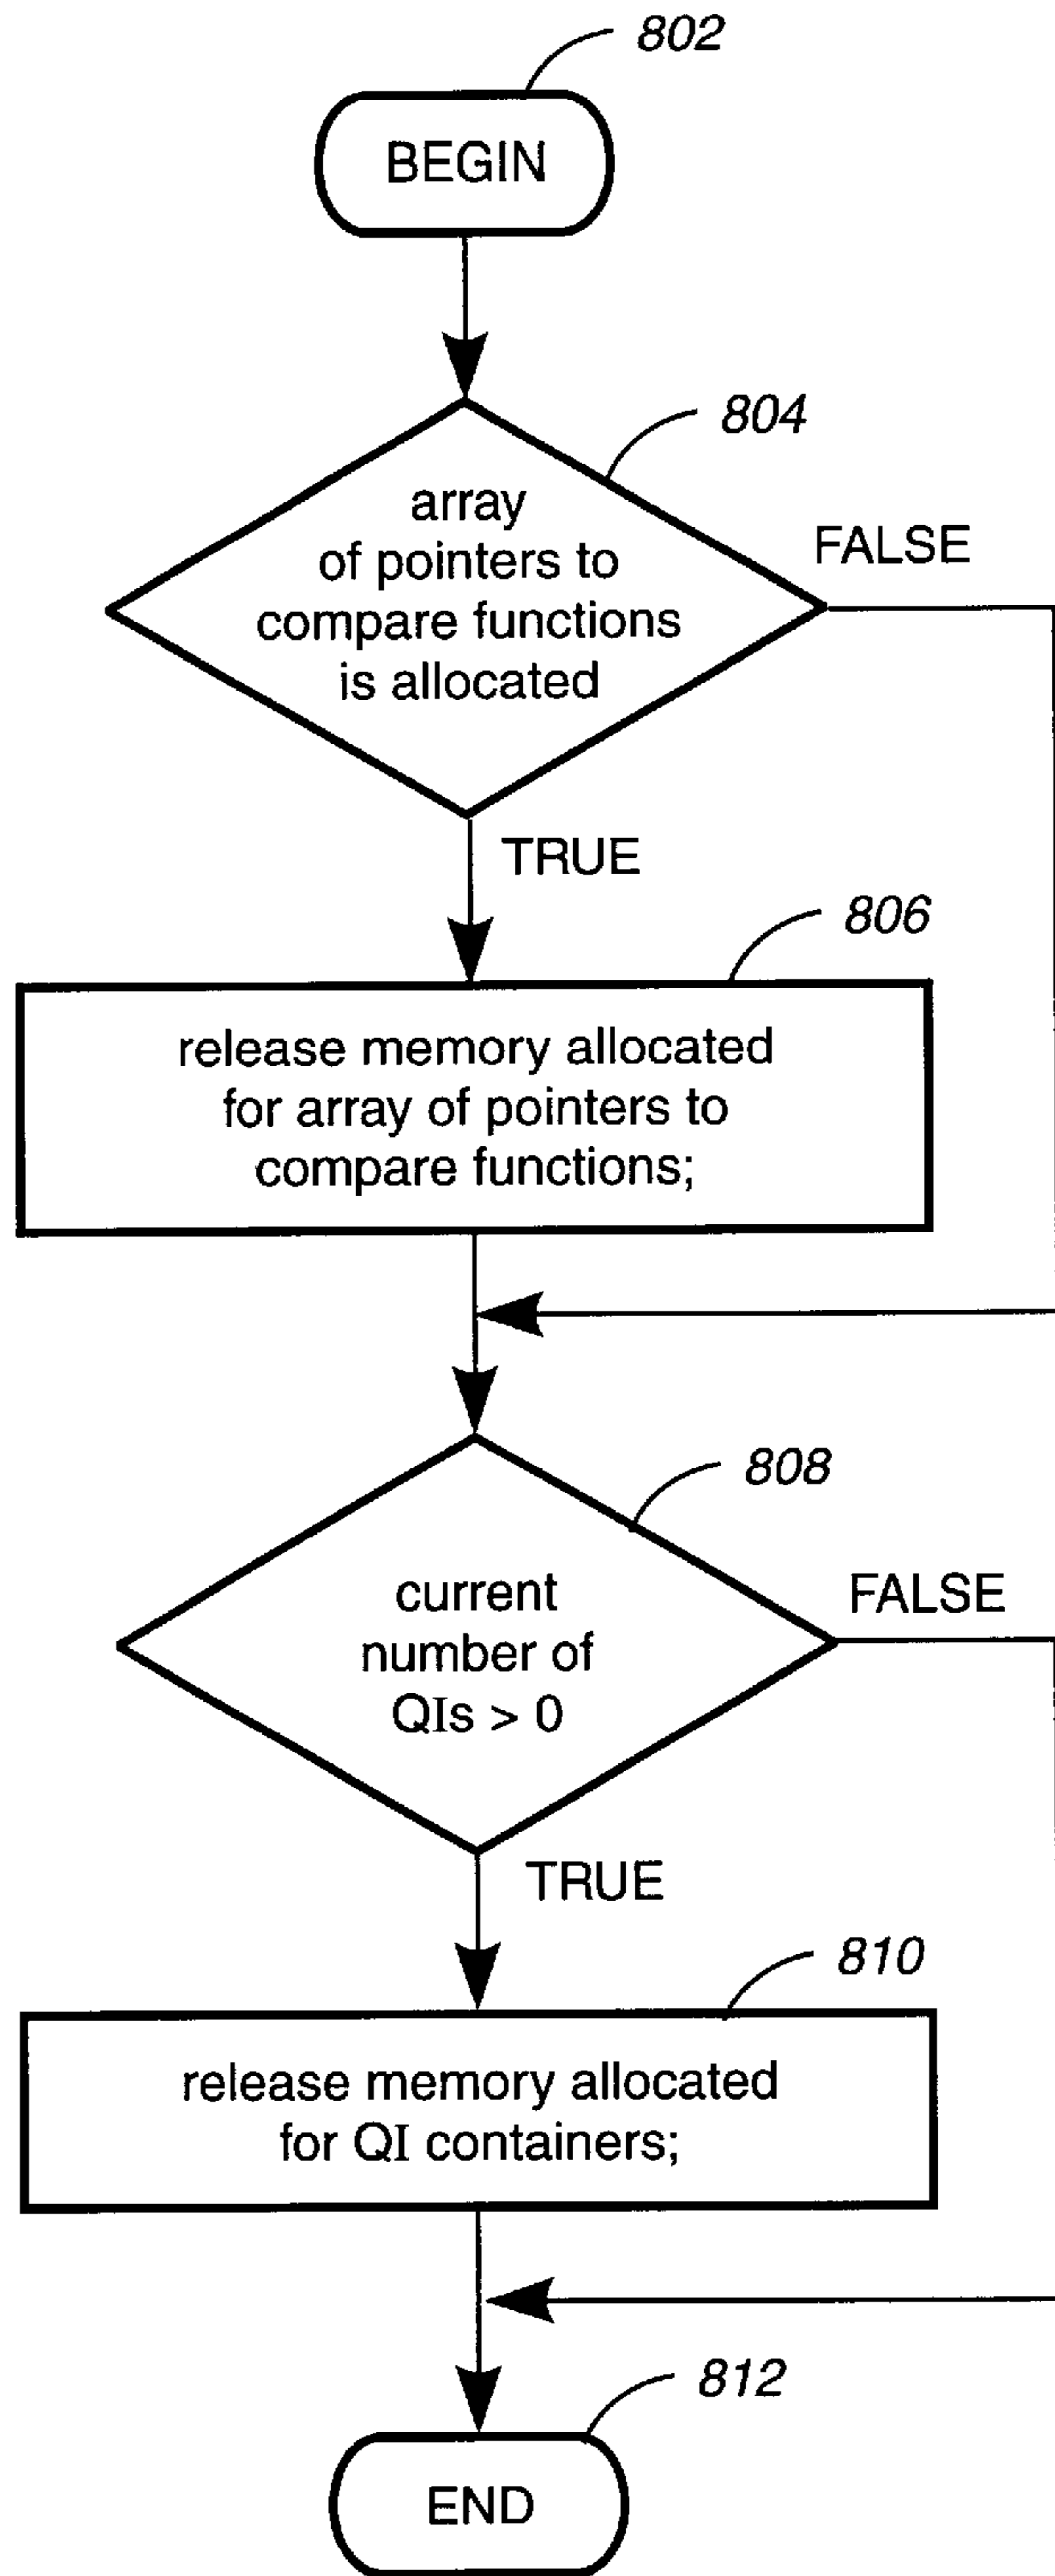 802
BEGIN
804
array
of pointers to
compare functions
is allocated
FALSE
TRUE
806
release memory allocated
for array of pointers to
compare functions;
808
current
number of
QIs > 0
FALSE
TRUE
810
release memory allocated
for QI containers;
812
END